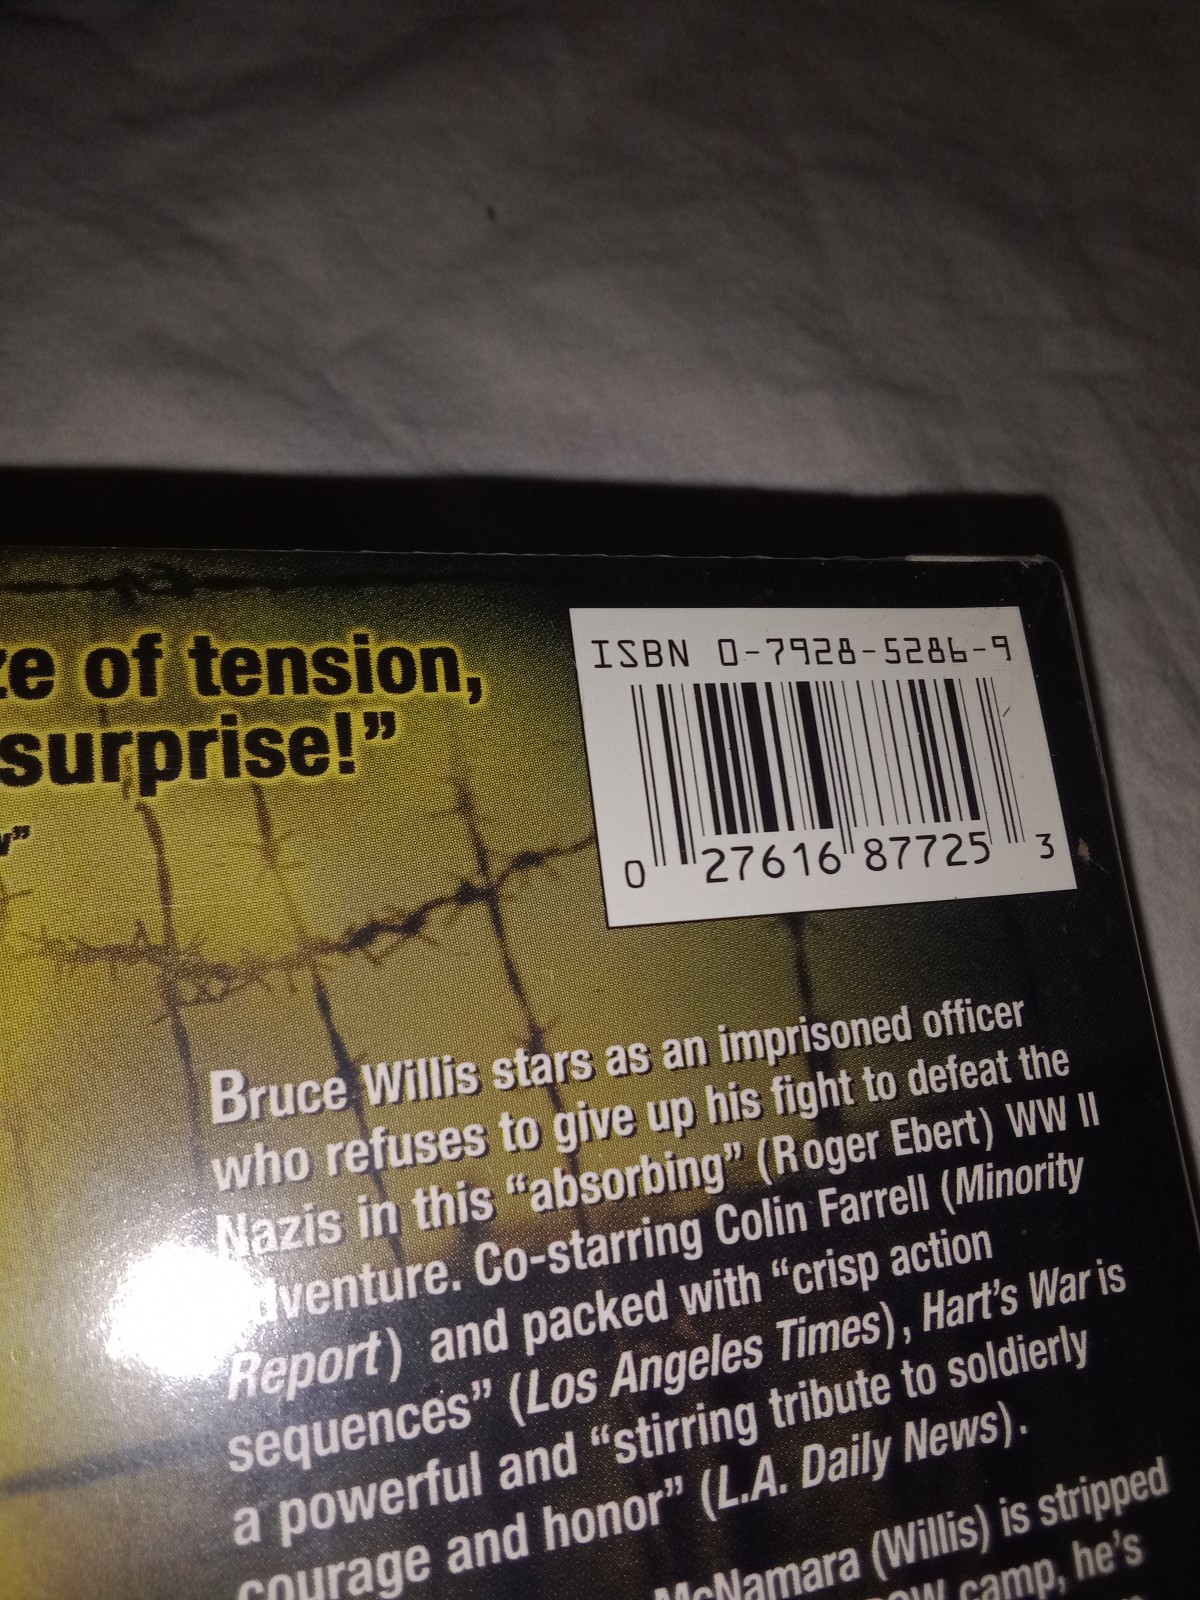 of tension,
surprise!”
ISBN 0-7928-5286-9
0 27616 87725 3
Bruce Willis stars as an imprisoned officer
who refuses to give up his fight to defeat the
Nazis in this “absorbing” (Roger Ebert) WW II
Co-starring Colin Farrell (Minority
Report) and packed with “crisp action
sequences” (Los Angeles Times), Hart’s War is
a powerful and “stirring tribute to soldierly
courage and honor” (L.A. Daily News).
McNamara (Willis) is stripped
camp, he’s